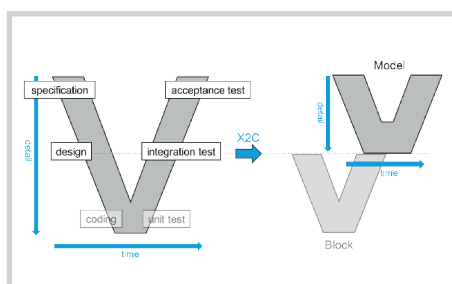 Model
specification
acceptance test
detail
detail
X2C
design
integration test
time
coding
unit test
Block
time